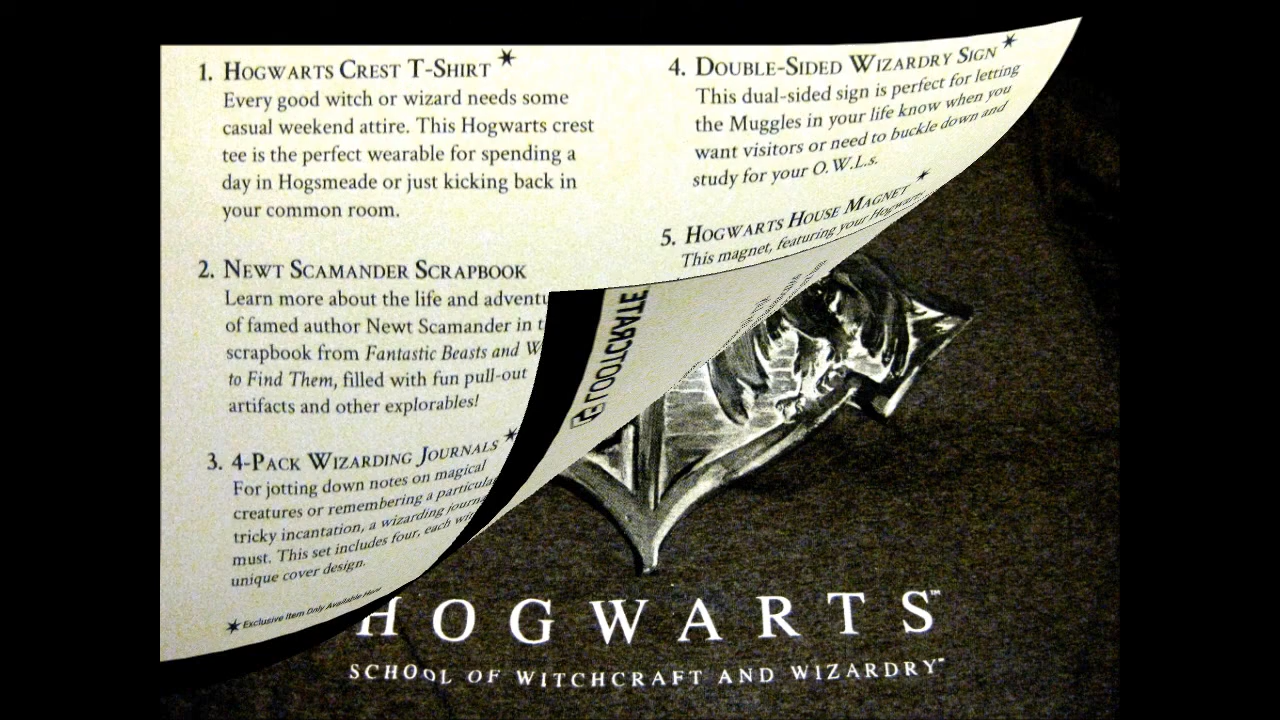 1. HOGWARTS CREST T-SHIRT
Every good witch or wizard needs some
casual weekend attire. This Hogwarts crest
tee is the perfect wearable for spending a
day in Hogsmeade or just kicking back in
your common room.
2. NEWT SCAMANDER SCRAPBOOK
Learn more about the life and
of famed author Newt Scamander in
scrapbook from Fantastic Beasts and
to Find Them, filled with fun pull-out
artifacts and other explorables!
3. 4-PACK WIZARDING JOURNALS
For jotting down notes on magical
creatures or remembering a
tricky incantation, a wizarding
must. This set includes four, each
unique cover design.
Exclusive Item Only Available Here!
4. DOUBLE-SIDED WIZARDRY SIGN
This dual-sided sign is perfect for letting
the Muggles in your life know when you
want visitors or need to buckle down and
study for your O.W.L.s.
5. HOGWARTS HOUSE MAGNET
This magnet, featuring your
LOOTCRATE
HOGWARTS™
SCHOOL OF WITCHCRAFT AND WIZARDRY™